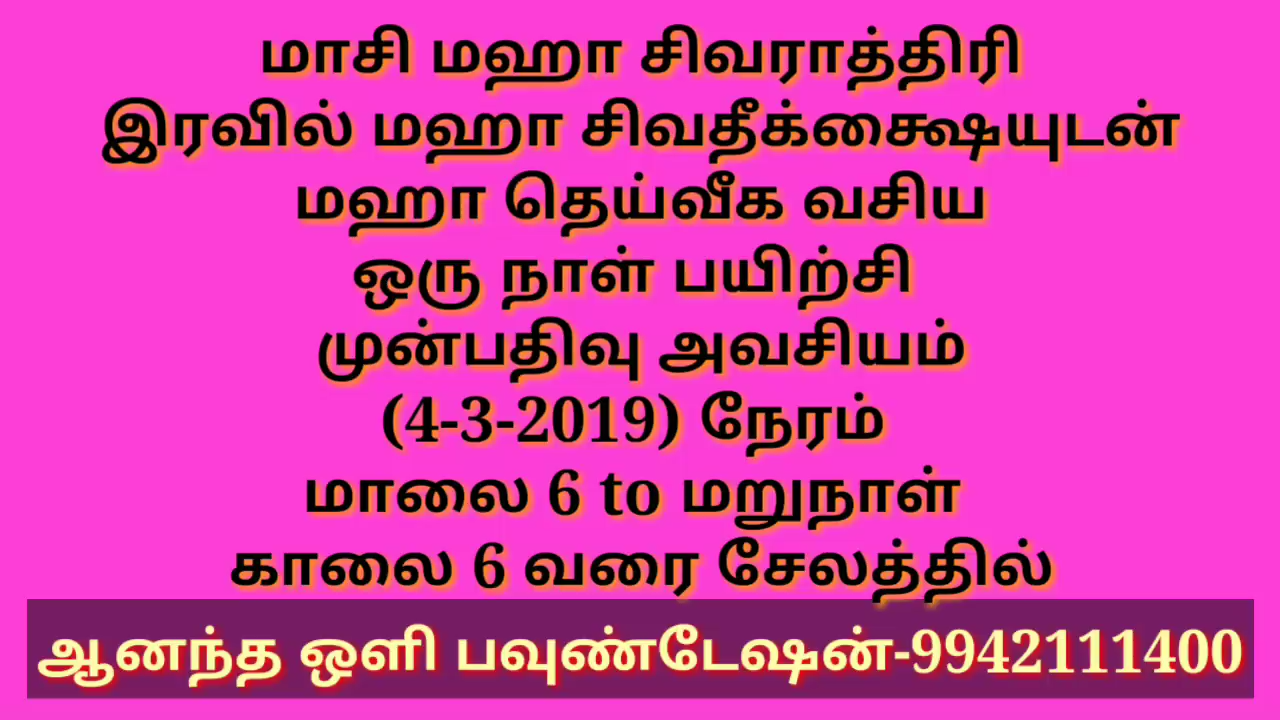 மாசி மஹா சிவராத்திரி
இரவில் மஹா சிவதீக்க்ஷையுடன்
மஹா தெய்வீக வசிய
ஒரு நாள் பயிற்சி
முன்பதிவு அவசியம்
(4-3-2019) நேரம்
மாலை 6 to மறுநாள்
காலை 6 வரை சேலத்தில்
ஆனந்த ஒளி பவுண்டேஷன்-9942111400